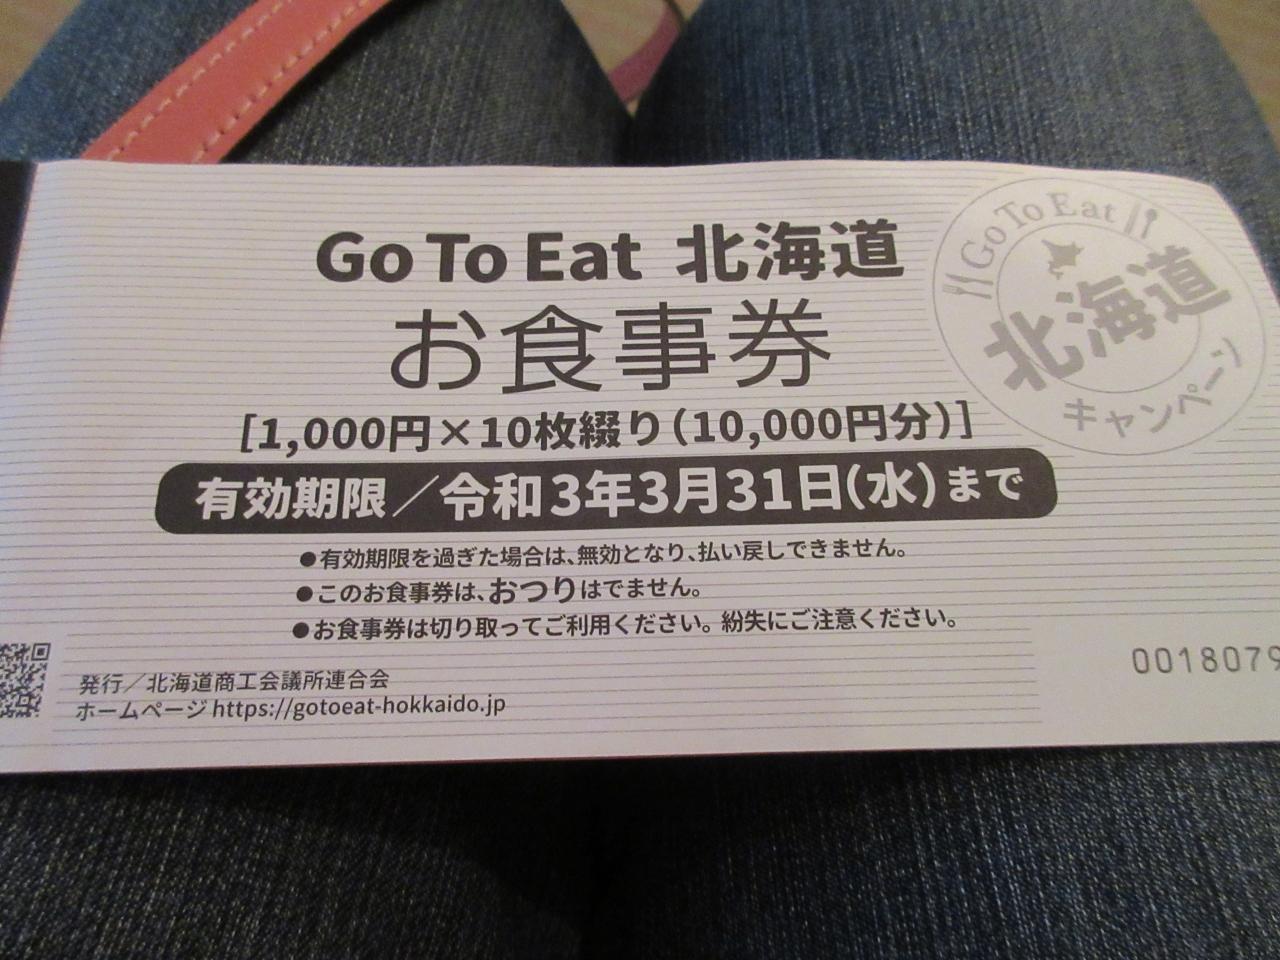 Go To Eat 北海道
お食事券
[1,000円×10枚綴り(10,000円分)]
有効期限／令和3年3月31日(水)まで
●有効期限を過ぎた場合は、無効となり、払い戻しできません。
●このお食事券は、おつりはでません。
●お食事券は切り取ってご利用ください。紛失にご注意ください。
発行／北海道商工会議所連合会
ホームページ https://gotoeat-hokkaido.jp
Go To Eat
北海道
キャンペーン
0018079